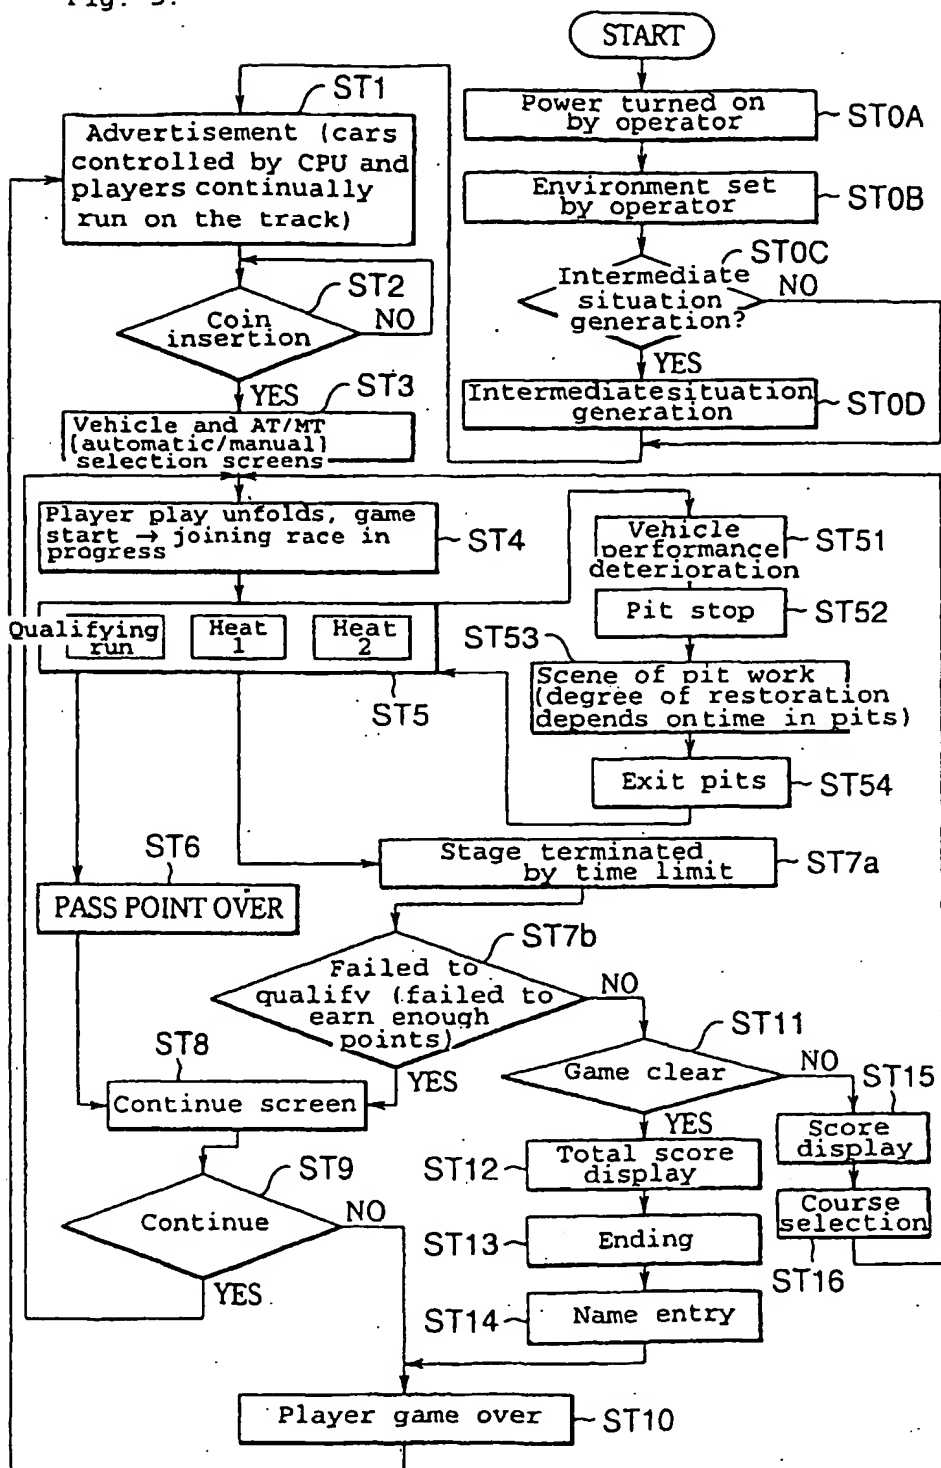 Fig. 5.
START
Power turned on
by operator
ST0A
Environment set
by operator
ST0B
ST0C
Intermediate
situation
generation?
NO
YES
Intermediatesituation
generation
ST0D
ST1
Advertisement (cars
controlled by CPU and
players continually
run on the track)
ST2
Coin
insertion
NO
YES
ST3
Vehicle and AT/MT
(automatic/manual)
selection screens
Player play unfolds, game
start → joining race in
progress
ST4
Qualifying
run
Heat
1
Heat
2
ST5
Vehicle
performance
deterioration
ST51
Pit stop
ST52
ST53
Scene of pit work
(degree of restoration
depends on time in pits)
Exit pits
ST54
ST6
PASS POINT OVER
Stage terminated
by time limit
ST7a
ST7b
Failed to
qualify (failed to
earn enough
points)
NO
YES
ST8
Continue screen
ST9
Continue
NO
YES
ST11
Game clear
NO
YES
ST12
Total score
display
ST13
Ending
ST14
Name entry
ST15
Score
display
Course
selection
ST16
Player game over
ST10